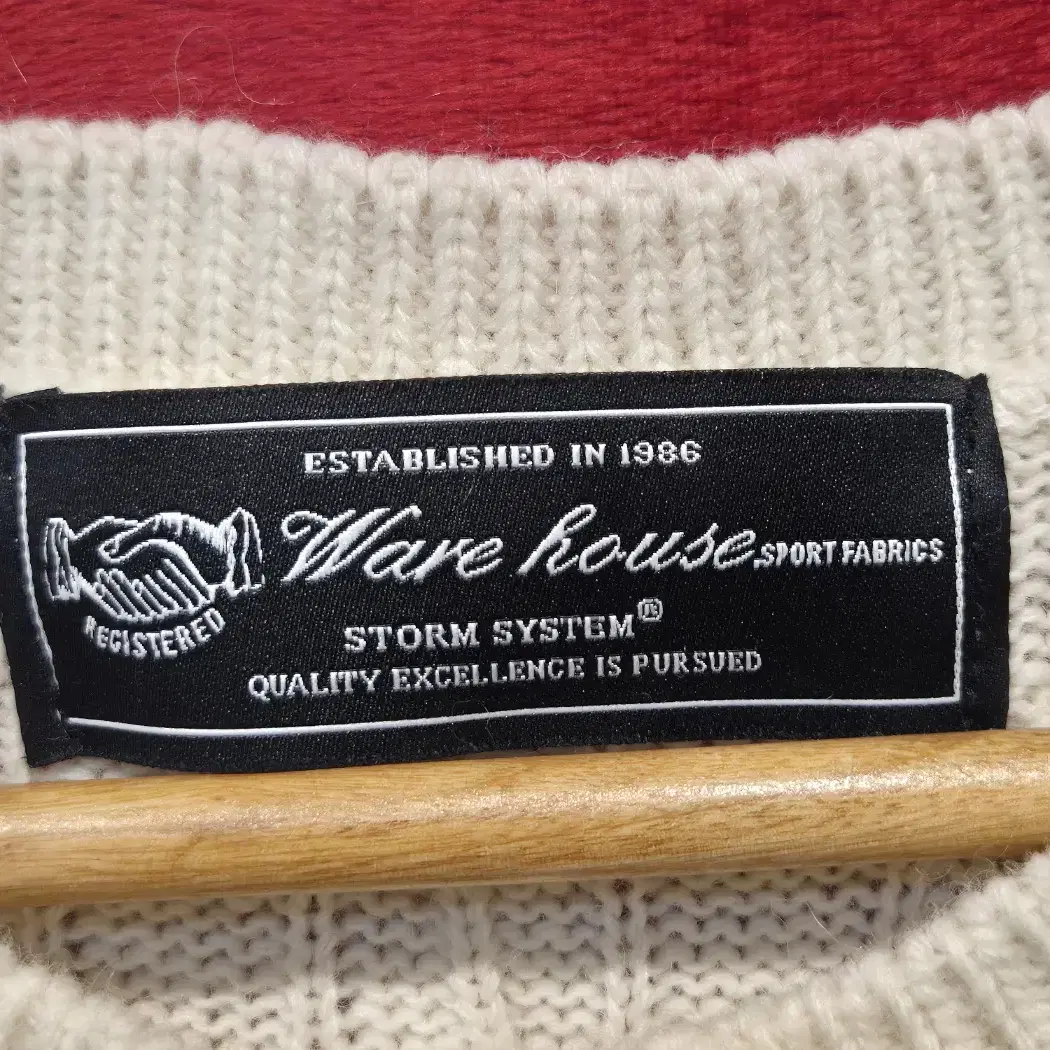 ESTABLISHED IN 1986
Ware house.SPORT FABRICS
REGISTERED
STORM SYSTEM®
QUALITY EXCELLENCE IS PURSUED